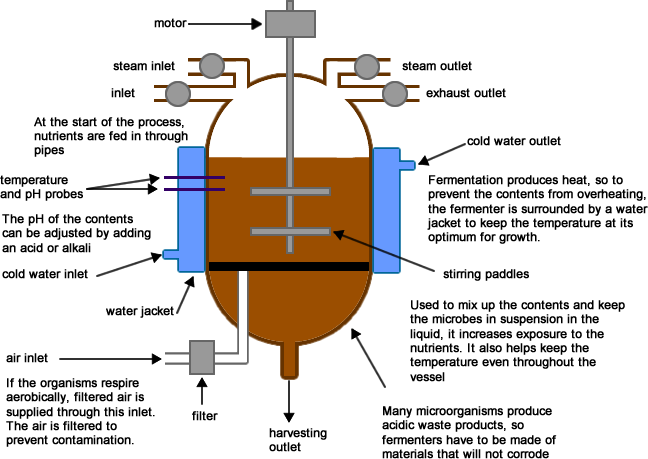 motor
steam inlet
steam outlet
inlet
exhaust outlet
At the start of the process,
nutrients are fed in through
pipes
cold water outlet
temperature
and pH probes
Fermentation produces heat, so to
prevent the contents from overheating,
the fermenter is surrounded by a water
jacket to keep the temperature at its
optimum for growth.
The pH of the contents
can be adjusted by adding
an acid or alkali
cold water inlet
stirring paddles
water jacket
Used to mix up the contents and keep
the microbes in suspension in the
liquid, it increases exposure to the
nutrients. It also helps keep the
temperature even throughout the
vessel
air inlet
If the organisms respire
aerobically, filtered air is
supplied through this inlet.
The air is filtered to
prevent contamination.
filter
harvesting
outlet
Many microorganisms produce
acidic waste products, so
fermenters have to be made of
materials that will not corrode